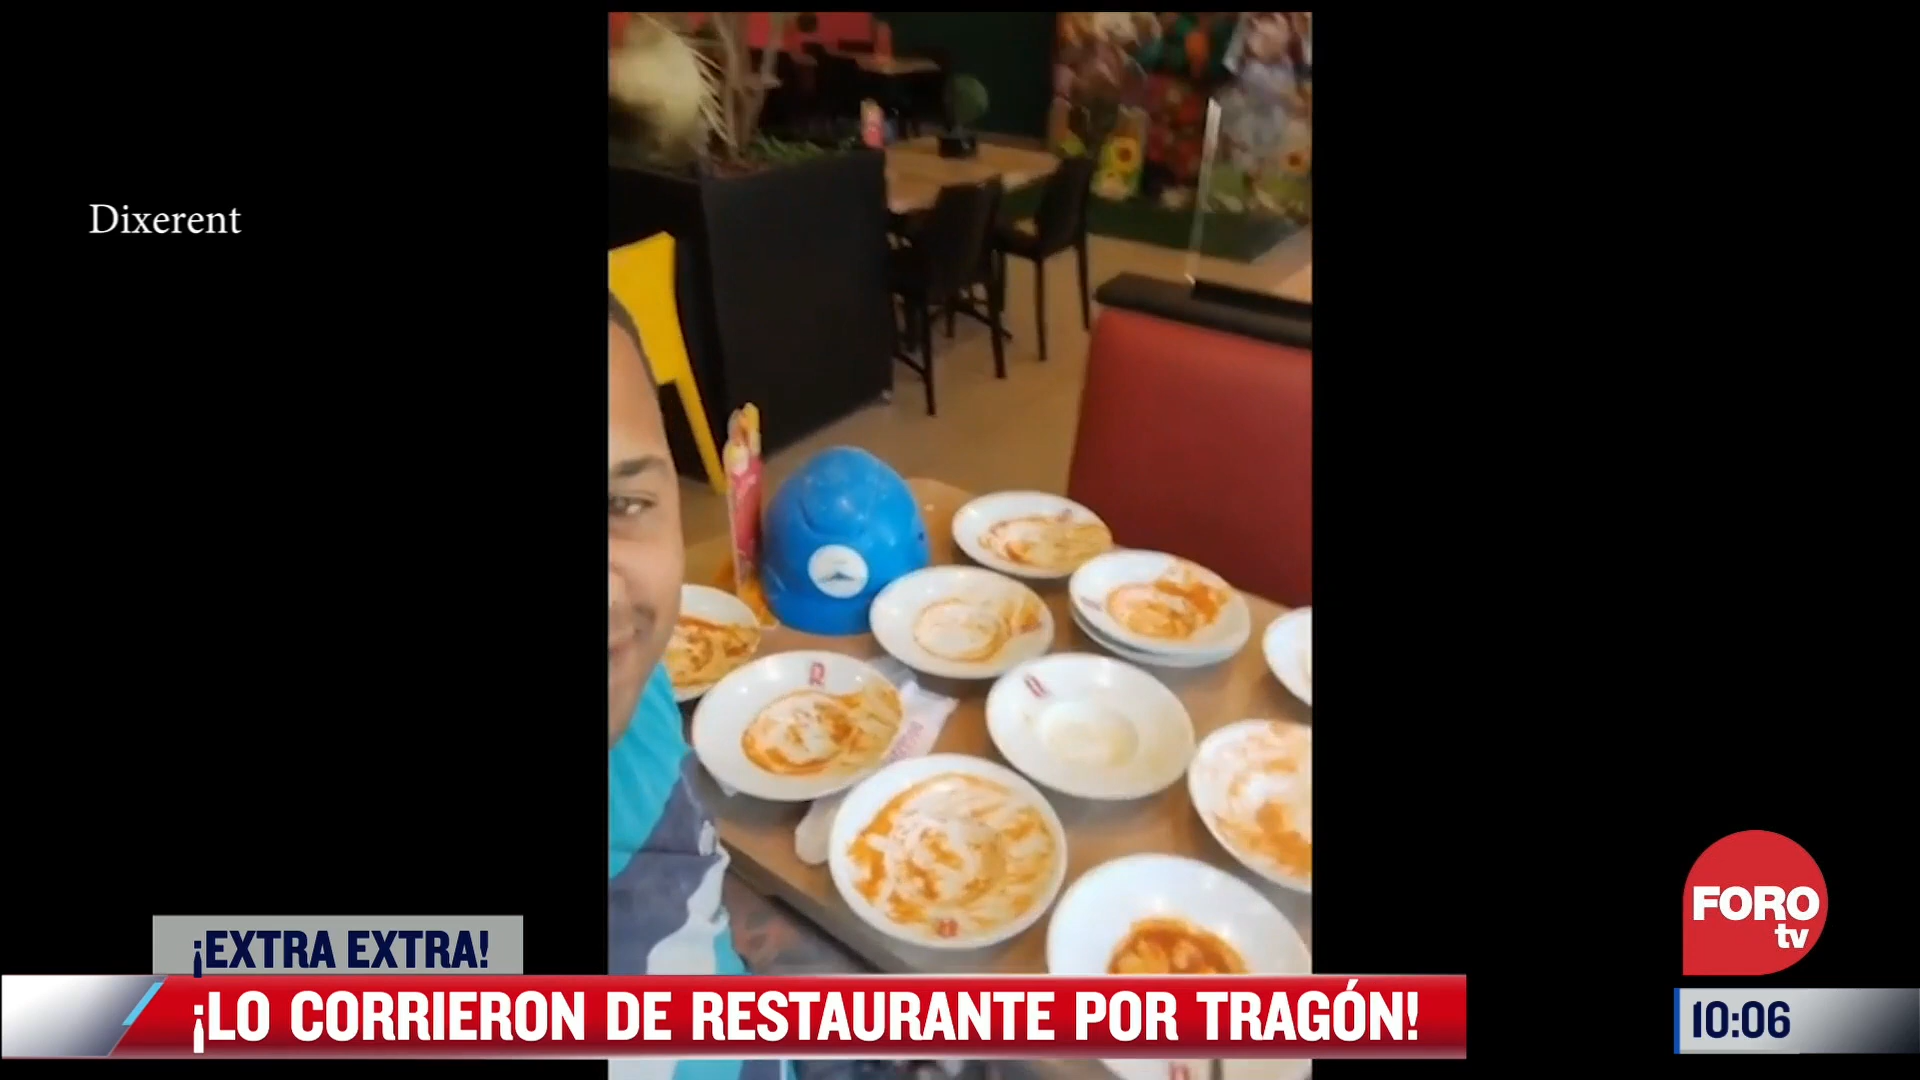 Dixerent
¡EXTRA EXTRA!
¡LO CORRIERON DE RESTAURANTE POR TRAGÓN!
FORO
tv
10:06